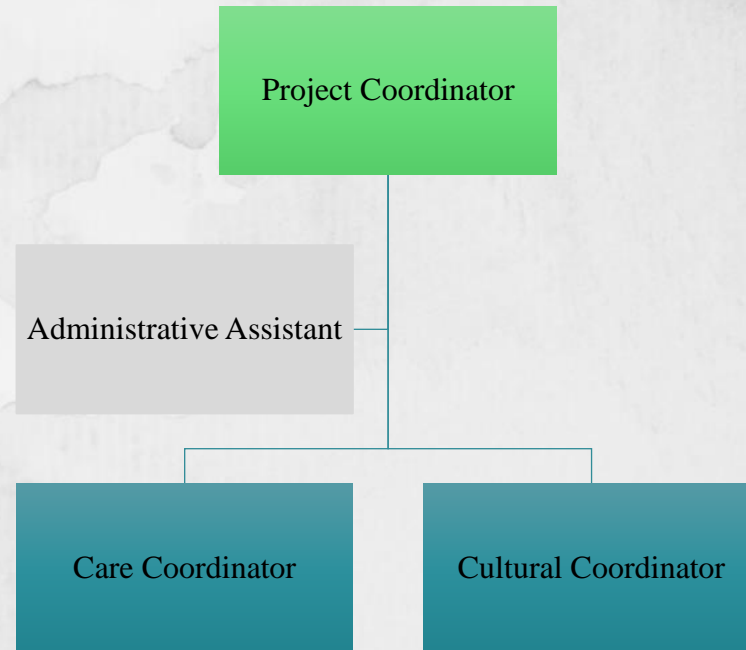 Project Coordinator
Administrative Assistant
Care Coordinator
Cultural Coordinator